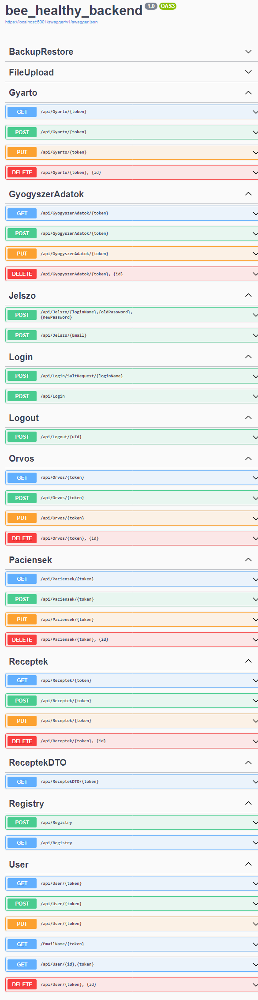 bee_healthy_backend 1.0 OAS3
https://localhost:5001/swagger/v1/swagger.json
BackupRestore
FileUpload
Gyarto
GET /api/Gyarto/{token}
POST /api/Gyarto/{token}
PUT /api/Gyarto/{token}
DELETE /api/Gyarto/{token}, {id}
GyogyszerAdatok
GET /api/GyogyszerAdatok/{token}
POST /api/GyogyszerAdatok/{token}
PUT /api/GyogyszerAdatok/{token}
DELETE /api/GyogyszerAdatok/{token}, {id}
Jelszo
POST /api/Jelszo/{loginName},{oldPassword},
{newPassword}
POST /api/Jelszo/{Email}
Login
POST /api/Login/SaltRequest/{loginName}
POST /api/Login
Logout
POST /api/Logout/{uId}
Orvos
GET /api/Orvos/{token}
POST /api/Orvos/{token}
PUT /api/Orvos/{token}
DELETE /api/Orvos/{token}, {id}
Paciensek
GET /api/Paciensek/{token}
POST /api/Paciensek/{token}
PUT /api/Paciensek/{token}
DELETE /api/Paciensek/{token}, {id}
Receptek
GET /api/Receptek/{token}
POST /api/Receptek/{token}
PUT /api/Receptek/{token}
DELETE /api/Receptek/{token}, {id}
ReceptekDTO
GET /api/ReceptekDTO/{token}
Registry
POST /api/Registry
GET /api/Registry
User
GET /api/User/{token}
POST /api/User/{token}
PUT /api/User/{token}
GET /EmailName/{token}
GET /api/User/{id},{token}
DELETE /api/User/{token}, {id}